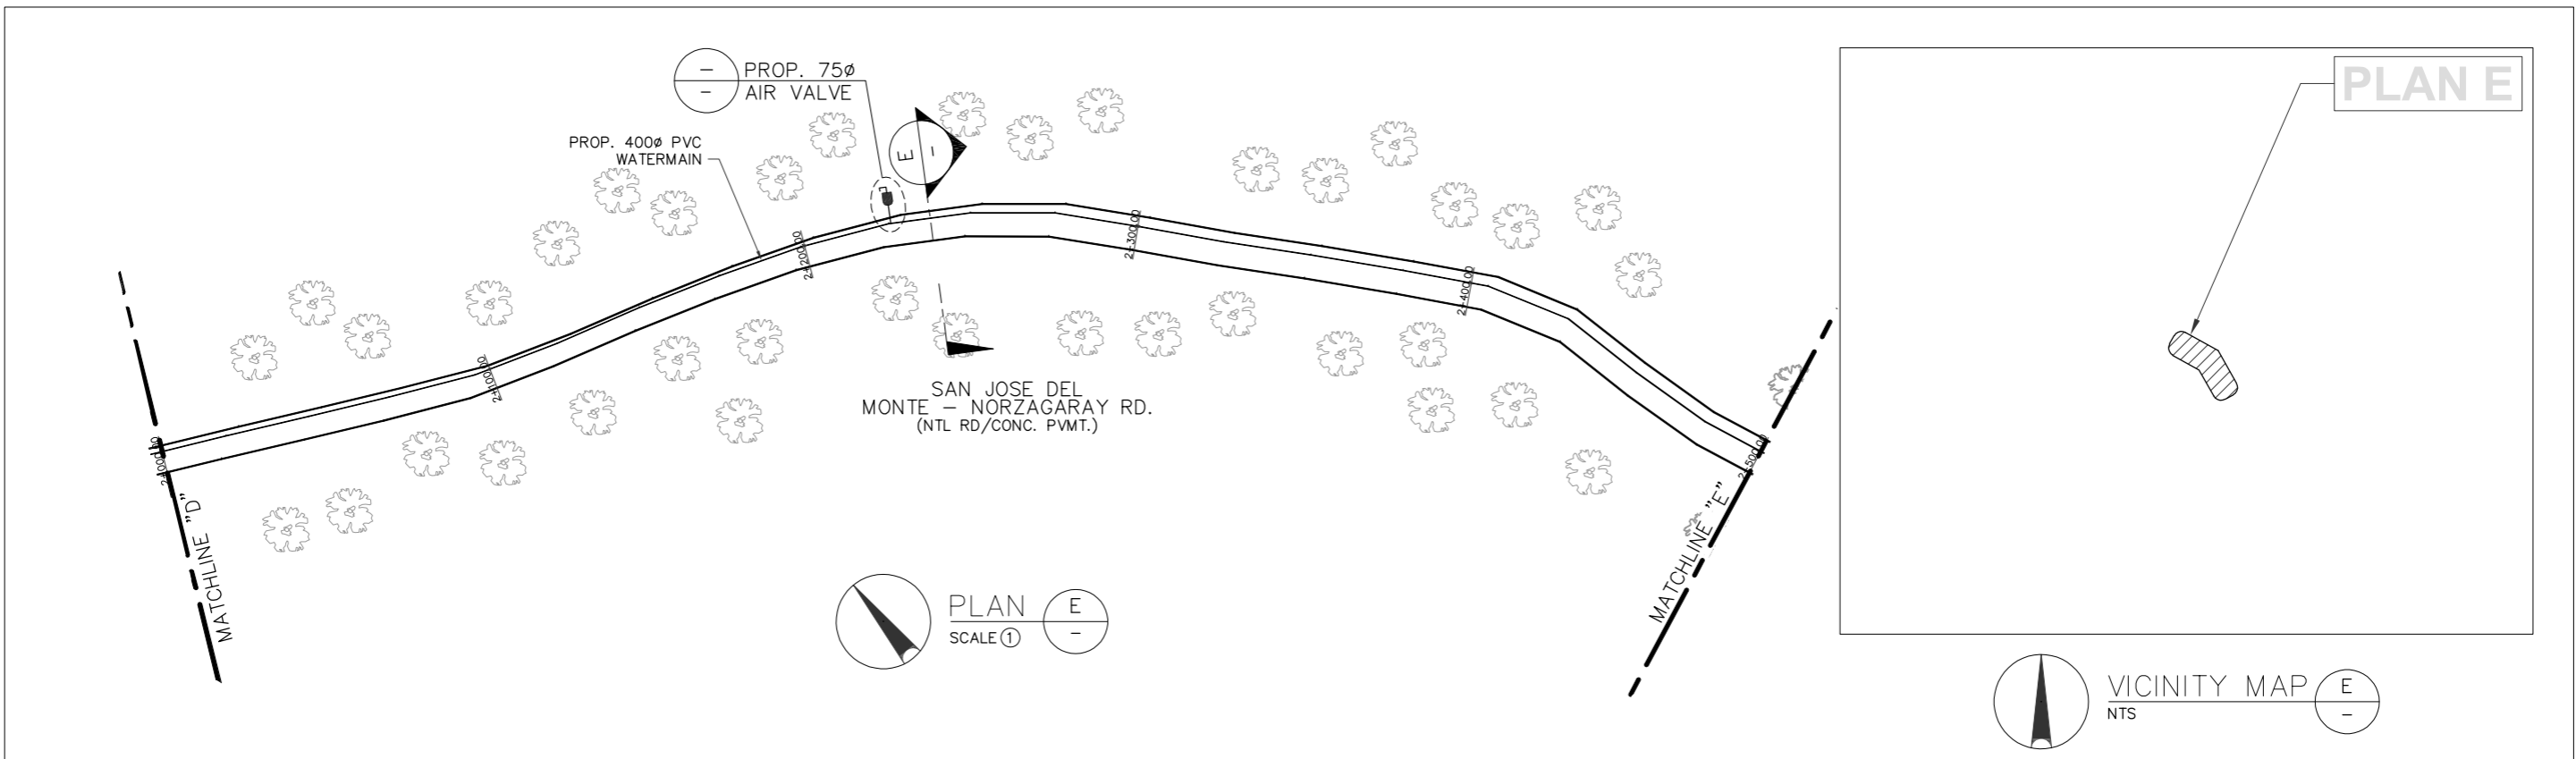 —
-
PROP. 75ø
AIR VALVE
PROP. 400ø PVC
WATERMAIN
E
-
2+000.00
2+100.00
2+200.00
2+300.00
2+400.00
2+500.00
SAN JOSE DEL
MONTE – NORZAGARAY RD.
(NTL RD/CONC. PVMT.)
MATCHLINE "D"
MATCHLINE "E"
PLAN
SCALE 1
E
-
PLAN E
VICINITY MAP
NTS
E
-